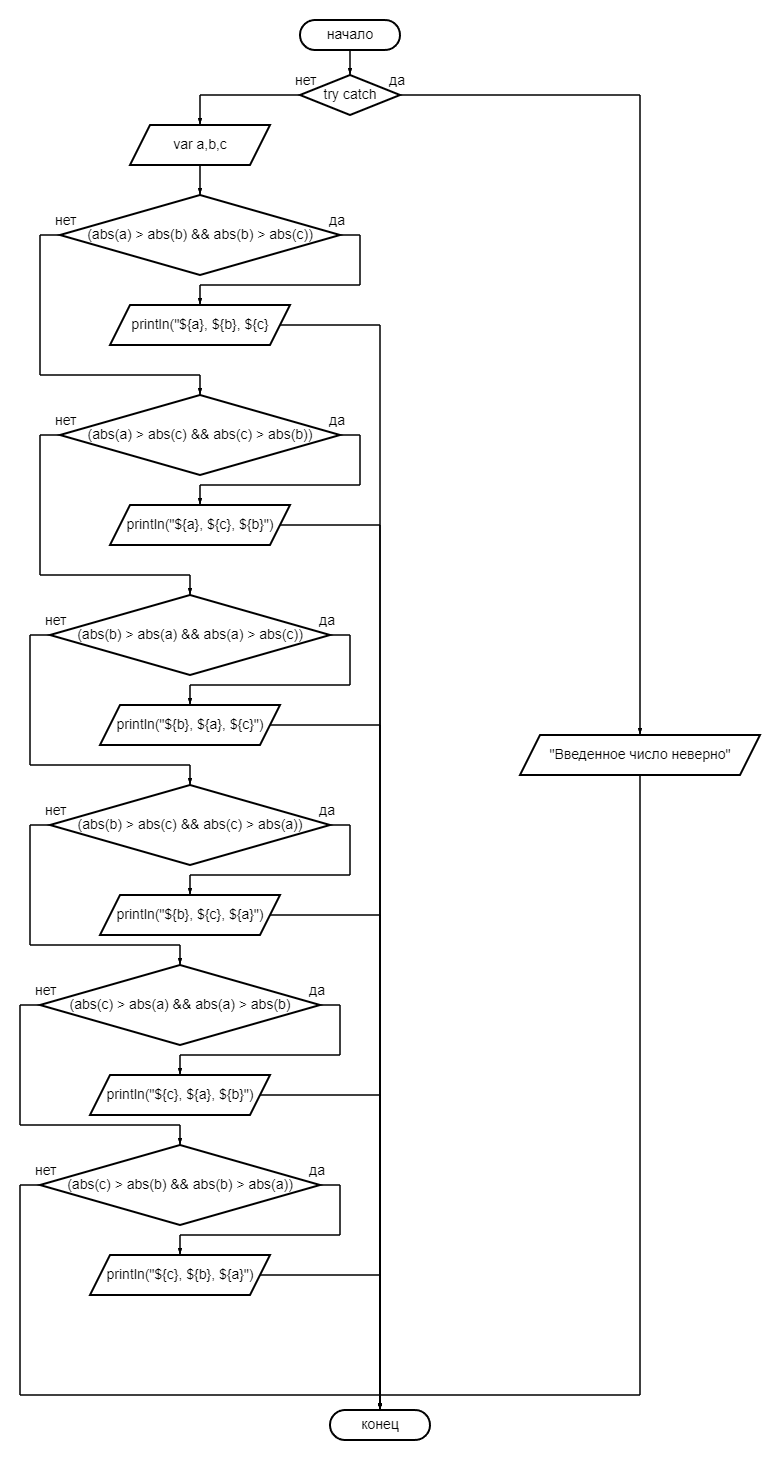 начало
нет
да
try catch
var a,b,c
нет
да
(abs(a) > abs(b) && abs(b) > abs(c))
println("${a}, ${b}, ${c}
нет
да
(abs(a) > abs(c) && abs(c) > abs(b))
println("${a}, ${c}, ${b}")
нет
да
(abs(b) > abs(a) && abs(a) > abs(c))
println("${b}, ${a}, ${c}")
"Введенное число неверно"
нет
да
(abs(b) > abs(c) && abs(c) > abs(a))
println("${b}, ${c}, ${a}")
нет
да
(abs(c) > abs(a) && abs(a) > abs(b)
println("${c}, ${a}, ${b}")
нет
да
(abs(c) > abs(b) && abs(b) > abs(a))
println("${c}, ${b}, ${a}")
конец